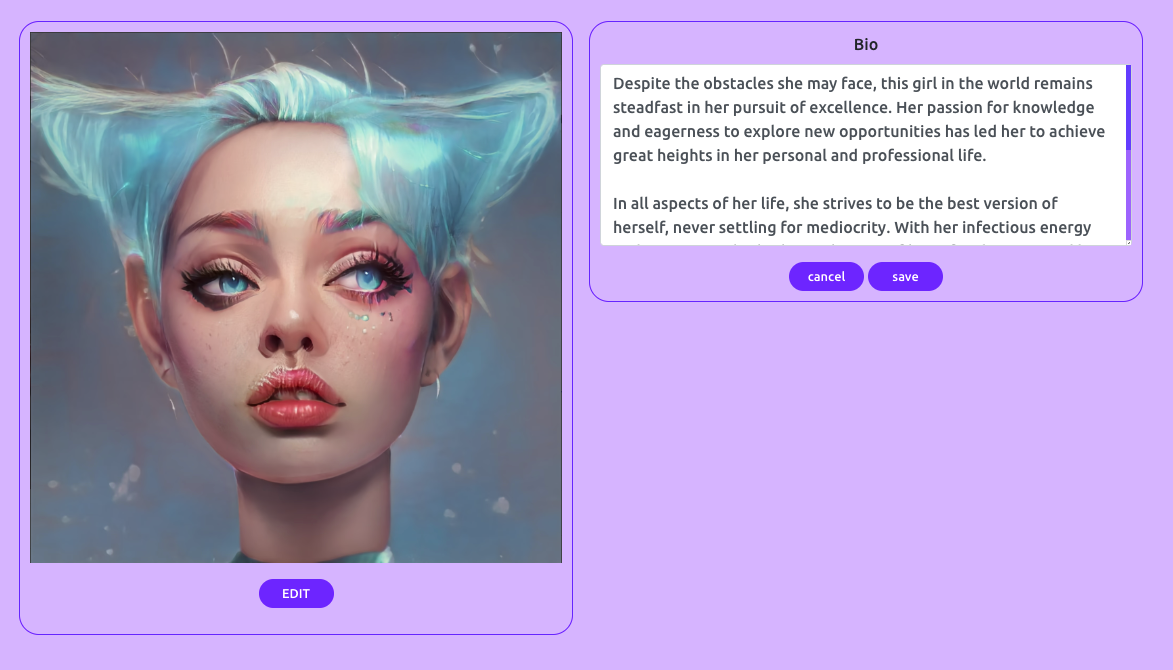 Bio
Despite the obstacles she may face, this girl in the world remains
steadfast in her pursuit of excellence. Her passion for knowledge
and eagerness to explore new opportunities has led her to achieve
great heights in her personal and professional life.
In all aspects of her life, she strives to be the best version of
herself, never settling for mediocrity. With her infectious energy
cancel save
EDIT